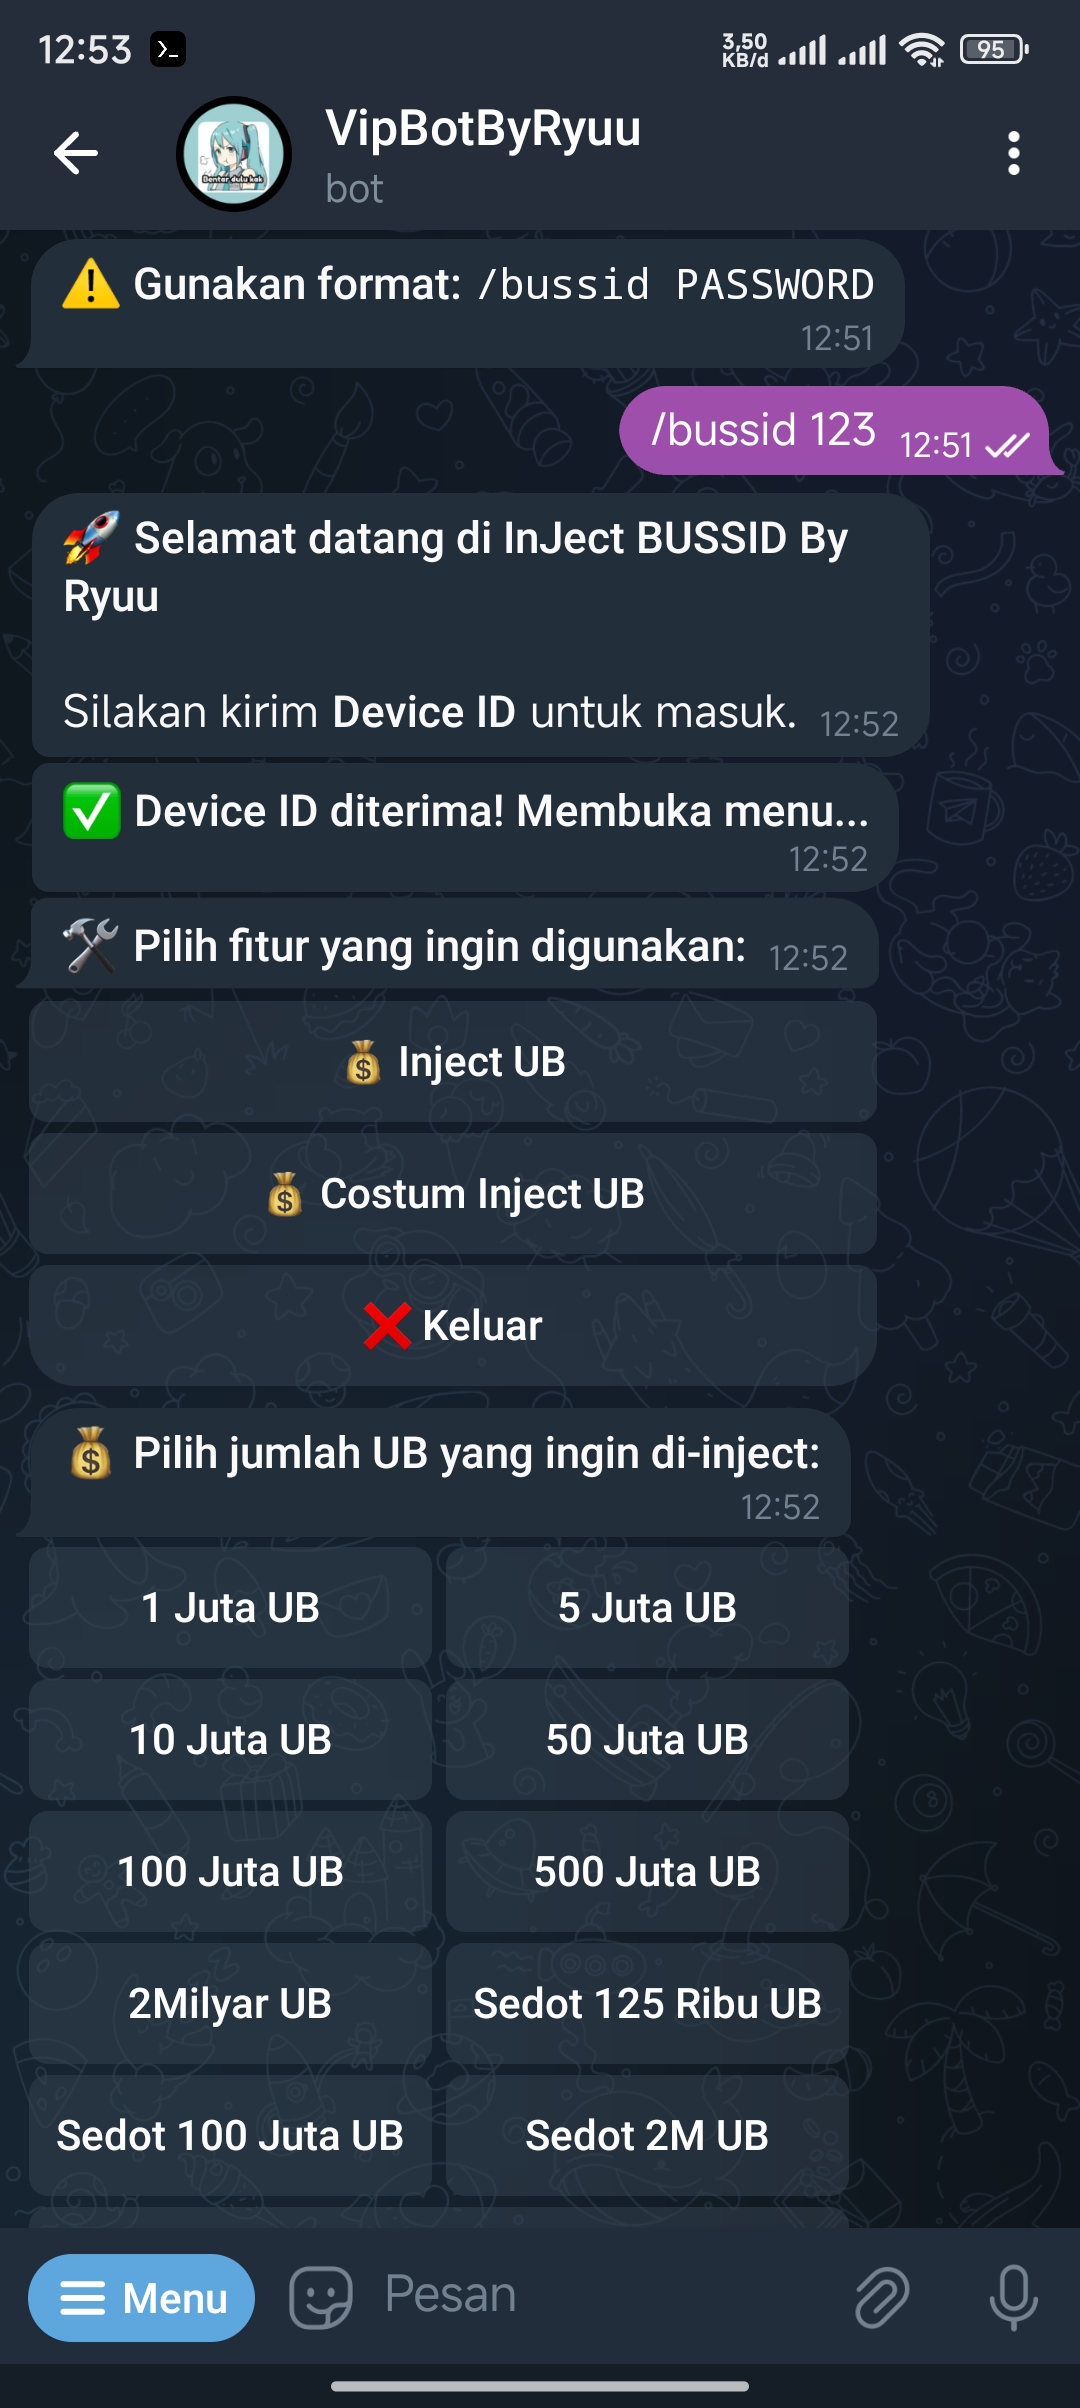 12:53
3,50
KB/d
95
VipBotByRyuu
bot
Bentar dulu kak
⚠️ Gunakan format: /bussid PASSWORD
12:51
/bussid 123 12:51
🚀 Selamat datang di InJect BUSSID By
Ryuu
Silakan kirim Device ID untuk masuk. 12:52
✅ Device ID diterima! Membuka menu...
12:52
🛠 Pilih fitur yang ingin digunakan: 12:52
💰 Inject UB
💰 Costum Inject UB
❌ Keluar
💰 Pilih jumlah UB yang ingin di-inject:
12:52
1 Juta UB
5 Juta UB
10 Juta UB
50 Juta UB
100 Juta UB
500 Juta UB
2Milyar UB
Sedot 125 Ribu UB
Sedot 100 Juta UB
Sedot 2M UB
Menu
Pesan